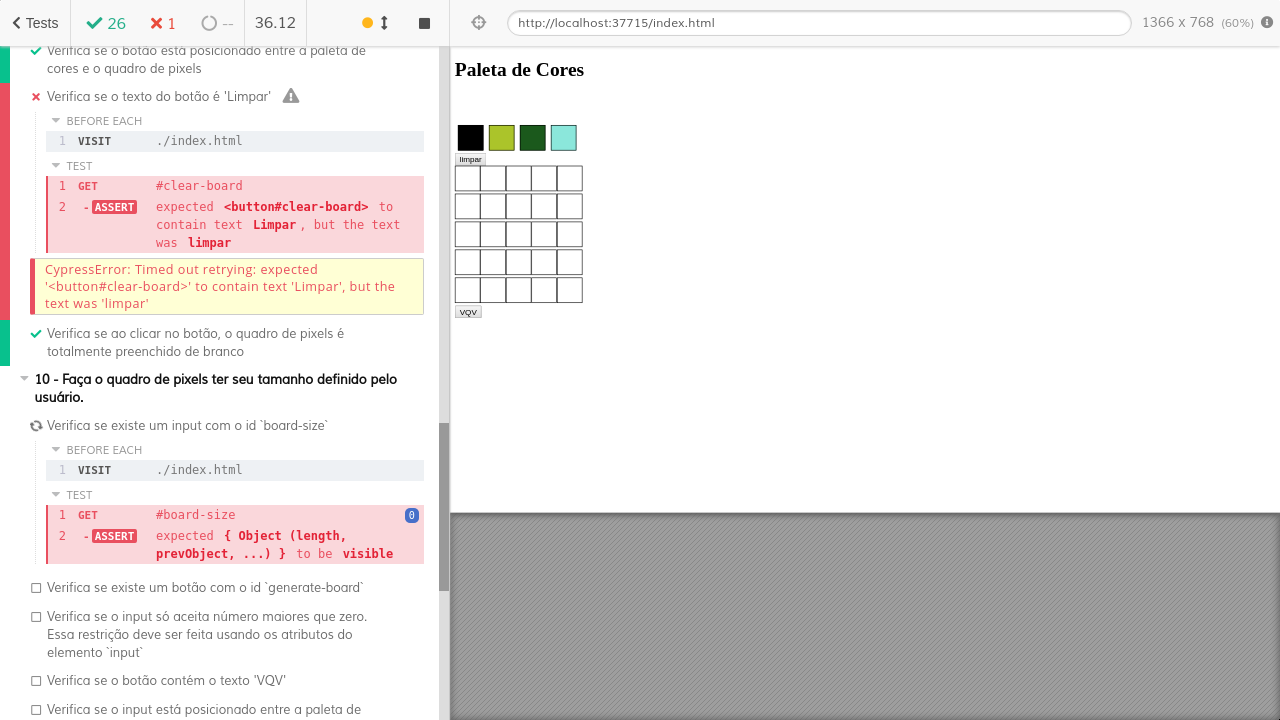 Tests 26 1 -- 36.12
http://localhost:37715/index.html 1366 x 768 (60%)
Verifica se o botão está posicionado entre a paleta de
cores e o quadro de pixels
Verifica se o texto do botão é 'Limpar'
BEFORE EACH
1 VISIT ./index.html
TEST
1 GET #clear-board
2 -ASSERT expected <button#clear-board> to
contain text Limpar, but the text
was limpar
CypressError: Timed out retrying: expected
'<button#clear-board>' to contain text 'Limpar', but the
text was 'limpar'
Verifica se ao clicar no botão, o quadro de pixels é
totalmente preenchido de branco
10 - Faça o quadro de pixels ter seu tamanho definido pelo
usuário.
Verifica se existe um input com o id `board-size`
BEFORE EACH
1 VISIT ./index.html
TEST
1 GET #board-size 0
2 -ASSERT expected { Object (length,
prevObject, ...) } to be visible
Verifica se existe um botão com o id `generate-board`
Verifica se o input só aceita número maiores que zero.
Essa restrição deve ser feita usando os atributos do
elemento `input`
Verifica se o botão contém o texto 'VQV'
Verifica se o input está posicionado entre a paleta de
Paleta de Cores
limpar
VQV